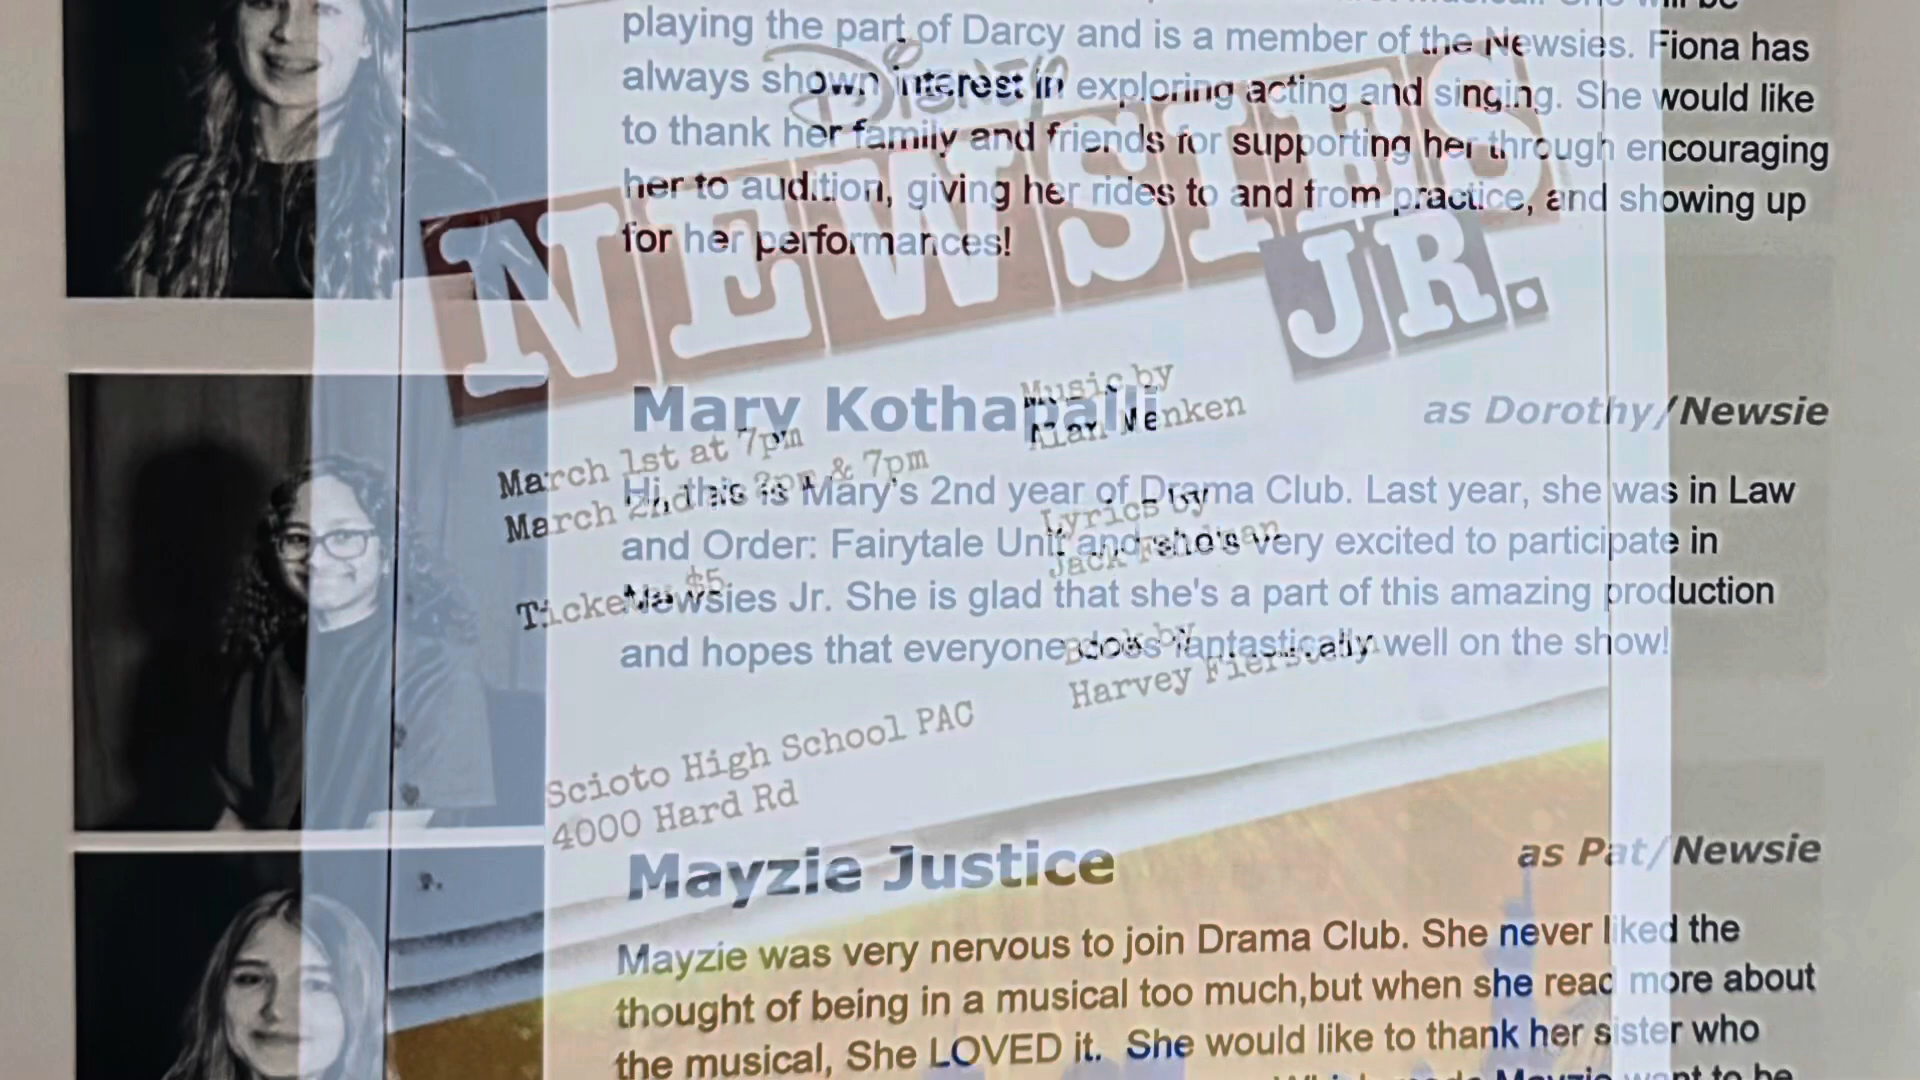 playing the part of Darcy and is a member of the Newsies. Fiona has
always shown interest in exploring acting and singing. She would like
to thank her family and friends for supporting her through encouraging
her to audition, giving her rides to and from practice, and showing up
for her performances!
Disney
NEWSIES
JR.
Mary Kothapalli
as Dorothy/Newsie
Hi, this is Mary's 2nd year of Drama Club. Last year, she was in Law
and Order: Fairytale Unit and she's very excited to participate in
Newsies Jr. She is glad that she's a part of this amazing production
and hopes that everyone does fantastically well on the show!
March 1st at 7pm
March 2nd at 2pm & 7pm
$5
Music by
Alan Menken
Lyrics by
Jack Feldman
Book by
Harvey Fierstein
Scioto High School PAC
4000 Hard Rd
Mayzie Justice
as Pat/Newsie
Mayzie was very nervous to join Drama Club. She never liked the
thought of being in a musical too much,but when she read more about
the musical, She LOVED it. She would like to thank her sister who
Mayzie want to be